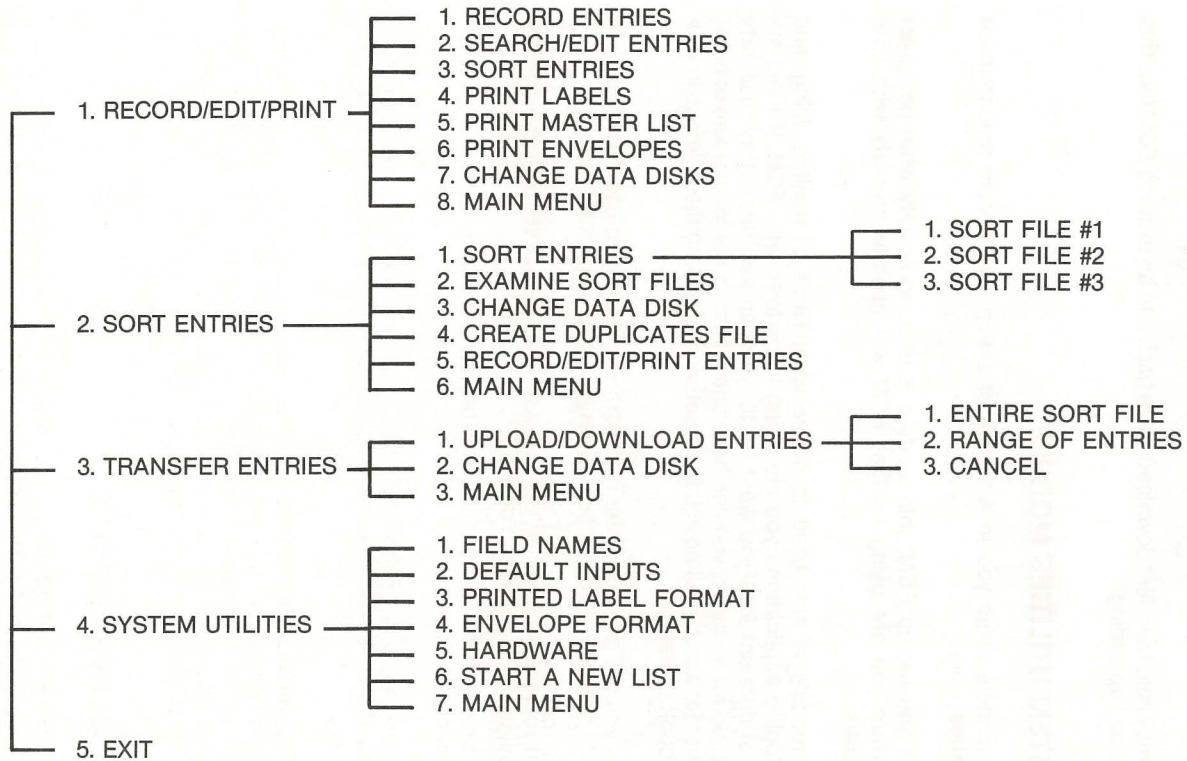 1. RECORD/EDIT/PRINT
1. RECORD ENTRIES
2. SEARCH/EDIT ENTRIES
3. SORT ENTRIES
4. PRINT LABELS
5. PRINT MASTER LIST
6. PRINT ENVELOPES
7. CHANGE DATA DISKS
8. MAIN MENU
2. SORT ENTRIES
1. SORT ENTRIES
1. SORT FILE #1
2. SORT FILE #2
3. SORT FILE #3
2. EXAMINE SORT FILES
3. CHANGE DATA DISK
4. CREATE DUPLICATES FILE
5. RECORD/EDIT/PRINT ENTRIES
6. MAIN MENU
3. TRANSFER ENTRIES
1. UPLOAD/DOWNLOAD ENTRIES
1. ENTIRE SORT FILE
2. RANGE OF ENTRIES
3. CANCEL
2. CHANGE DATA DISK
3. MAIN MENU
4. SYSTEM UTILITIES
1. FIELD NAMES
2. DEFAULT INPUTS
3. PRINTED LABEL FORMAT
4. ENVELOPE FORMAT
5. HARDWARE
6. START A NEW LIST
7. MAIN MENU
5. EXIT